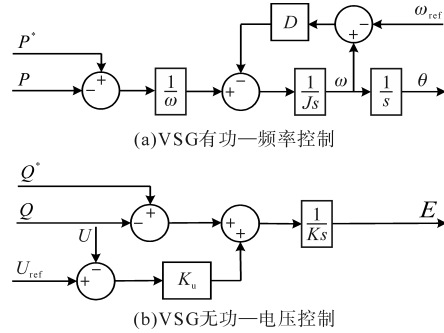 D
ω_ref
P*
P
1/ω
1/Js
ω
1/s
θ
(a)VSG有功—频率控制
Q*
Q
U
1/Ks
E
U_ref
K_u
(b)VSG无功—电压控制